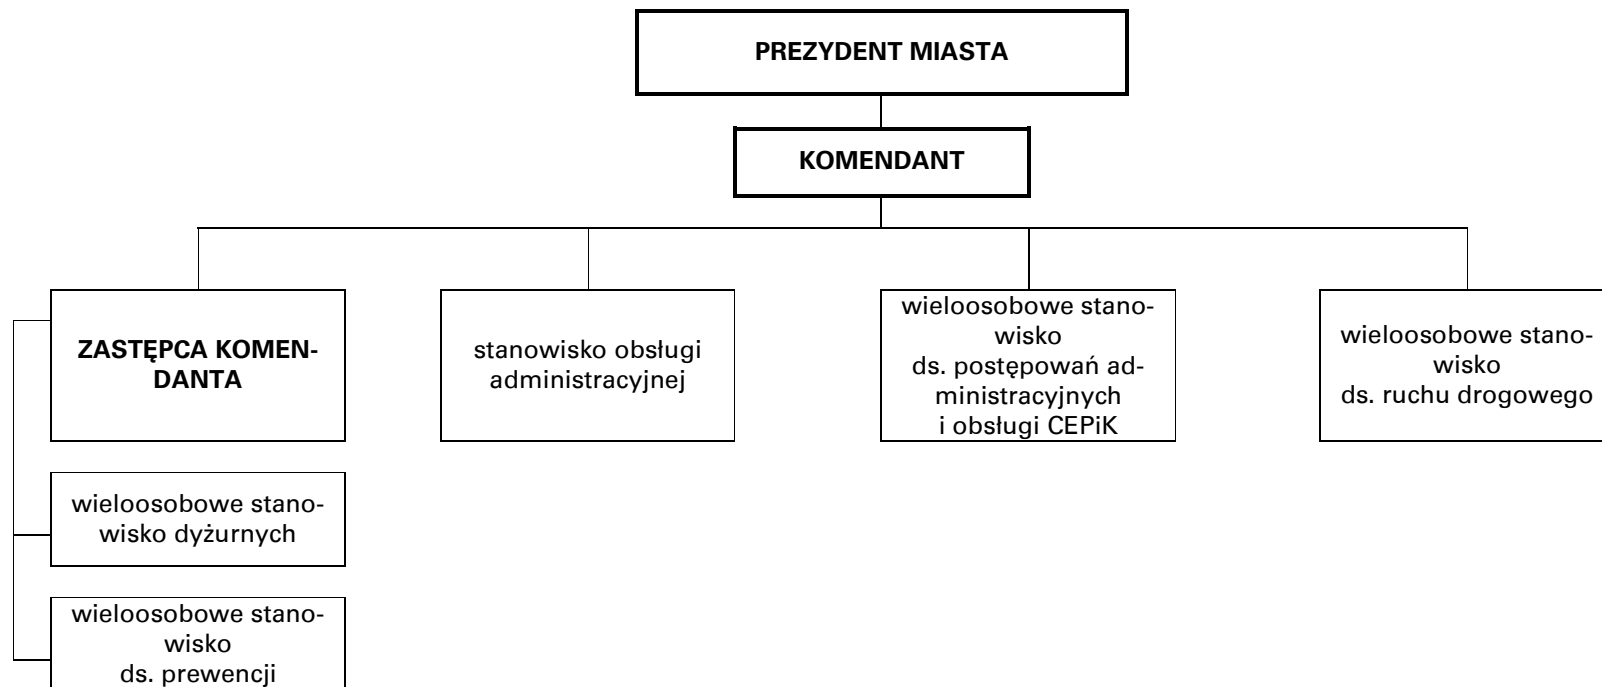 PREZYDENT MIASTA
KOMENDANT
ZASTĘPCA KOMEN-
DANTA
stanowisko obsługi
administracyjnej
wieloosobowe stano-
wisko
ds. postępowań ad-
ministracyjnych
i obsługi CEPiK
wieloosobowe stano-
wisko
ds. ruchu drogowego
wieloosobowe stano-
wisko dyżurnych
wieloosobowe stano-
wisko
ds. prewencji